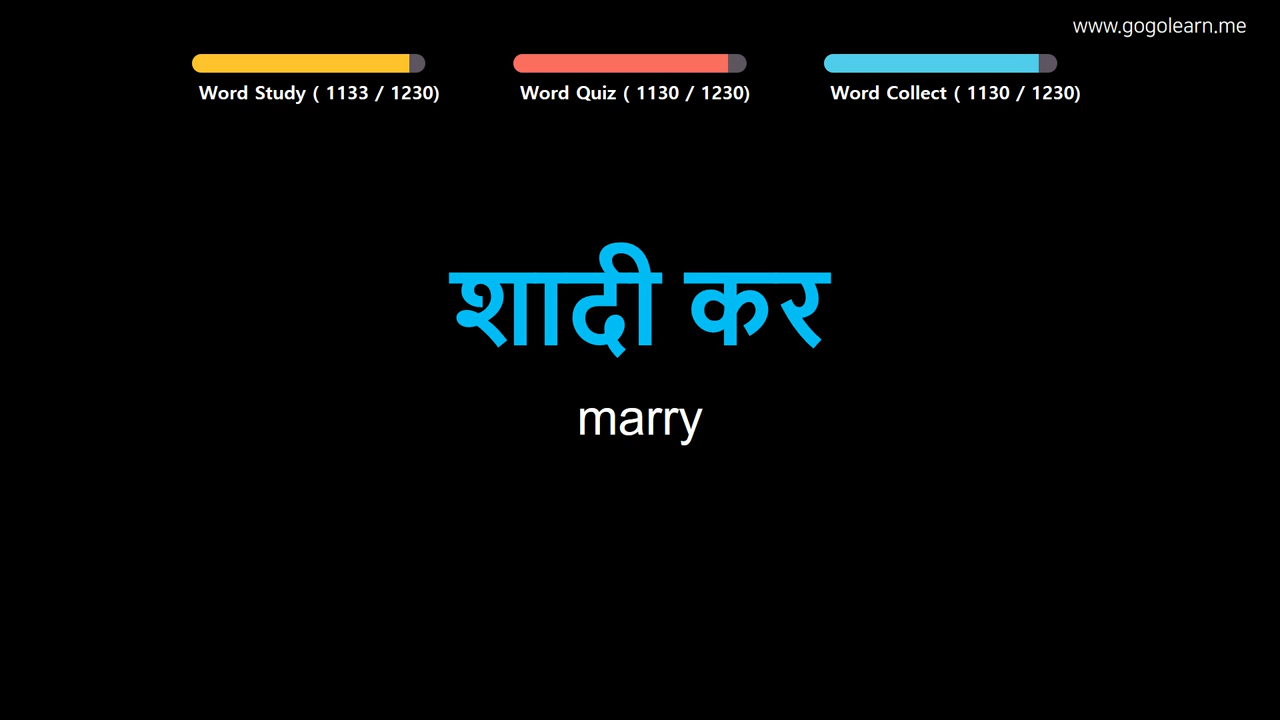 www.gogolearn.me
Word Study ( 1133 / 1230)
Word Quiz ( 1130 / 1230)
Word Collect ( 1130 / 1230)
शादी कर
marry